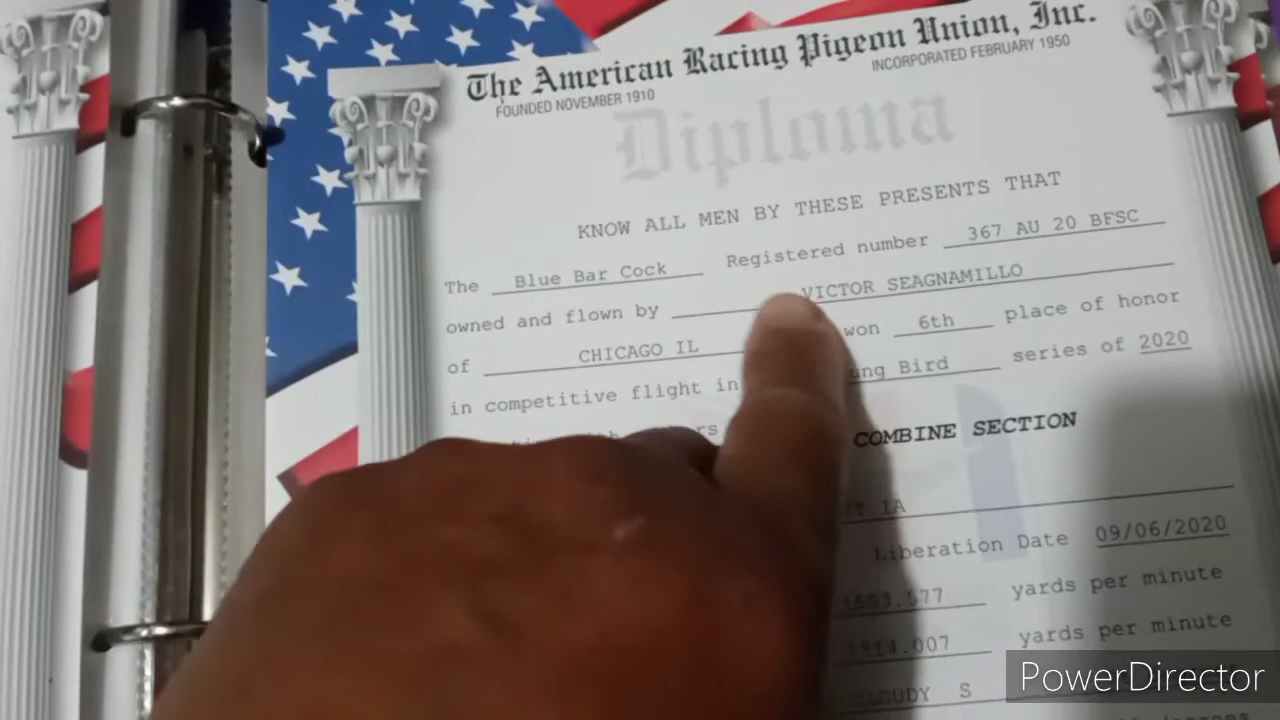 The American Racing Pigeon Union, Inc.
FOUNDED NOVEMBER 1910
INCORPORATED FEBRUARY 1950
Diploma
KNOW ALL MEN BY THESE PRESENTS THAT
The Blue Bar Cock Registered number 367 AU 20 BFSC
owned and flown by VICTOR SEAGNAMILLO
of CHICAGO IL won 6th place of honor
in competitive flight in Bird series of 2020
COMBINE SECTION
IA
Liberation Date 09/06/2020
yards per minute
yards per minute
CLOUDY S
PowerDirector